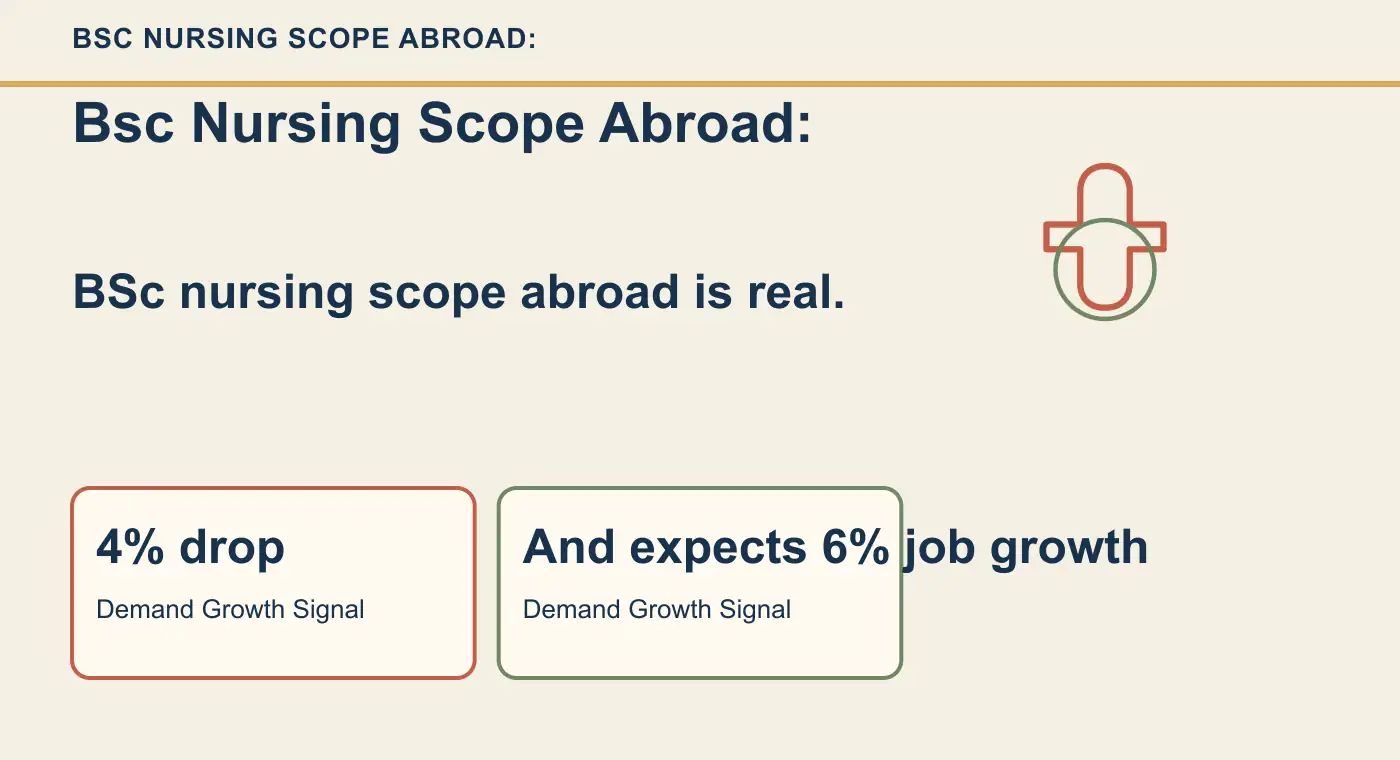 BSC NURSING SCOPE ABROAD:
Bsc Nursing Scope Abroad:
BSc nursing scope abroad is real.
4% drop
Demand Growth Signal
And expects 6% job growth
Demand Growth Signal